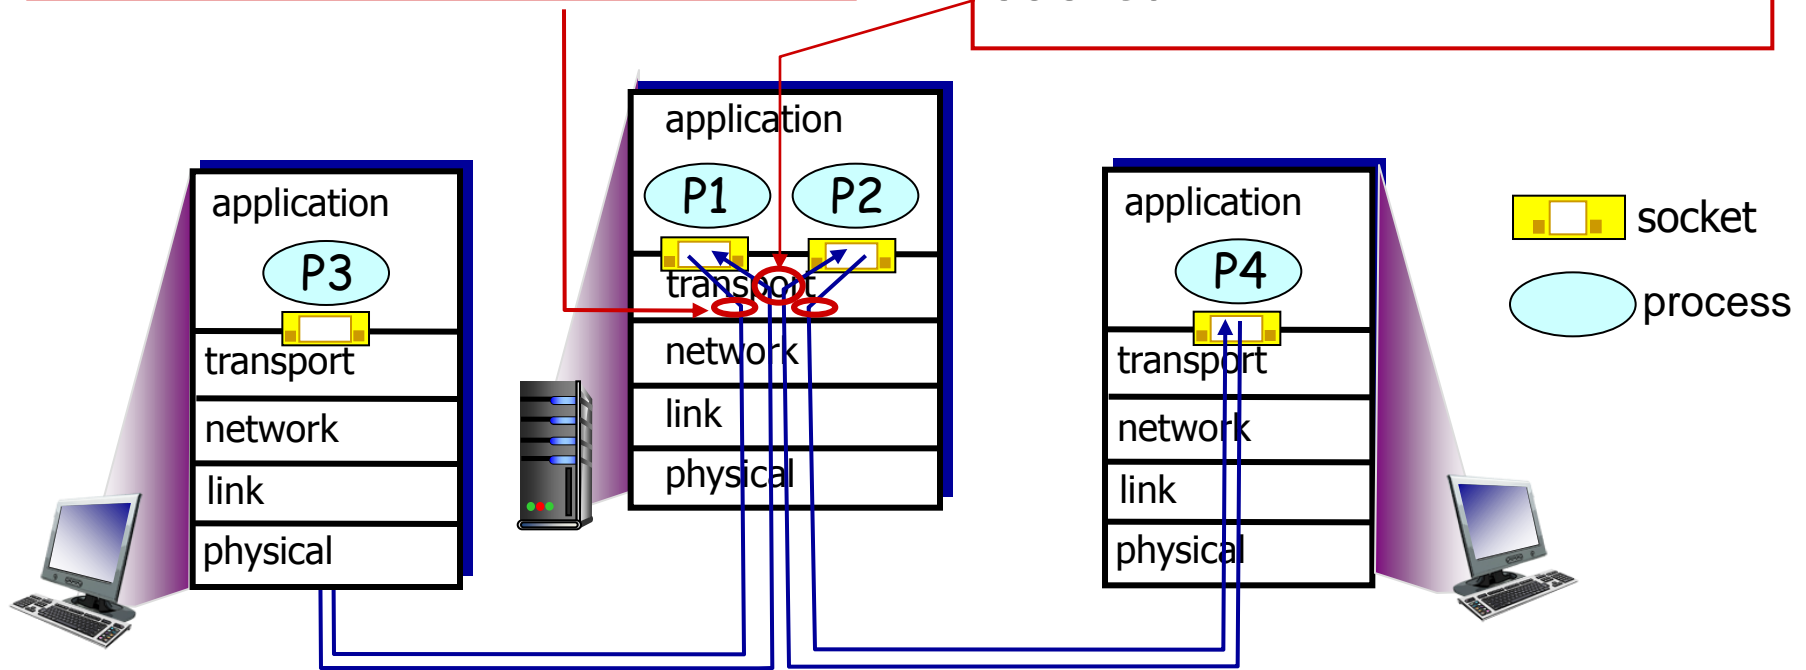 application
P1 P2
transport
network
link
physical
application
P3
transport
network
link
physical
application
P4
transport
network
link
physical
socket
process